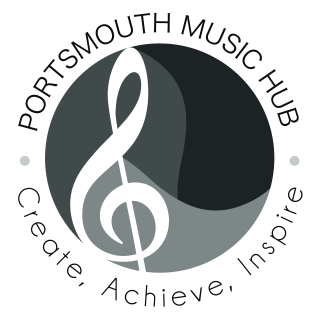 PORTSMOUTH MUSIC HUB
Create, Achieve, Inspire